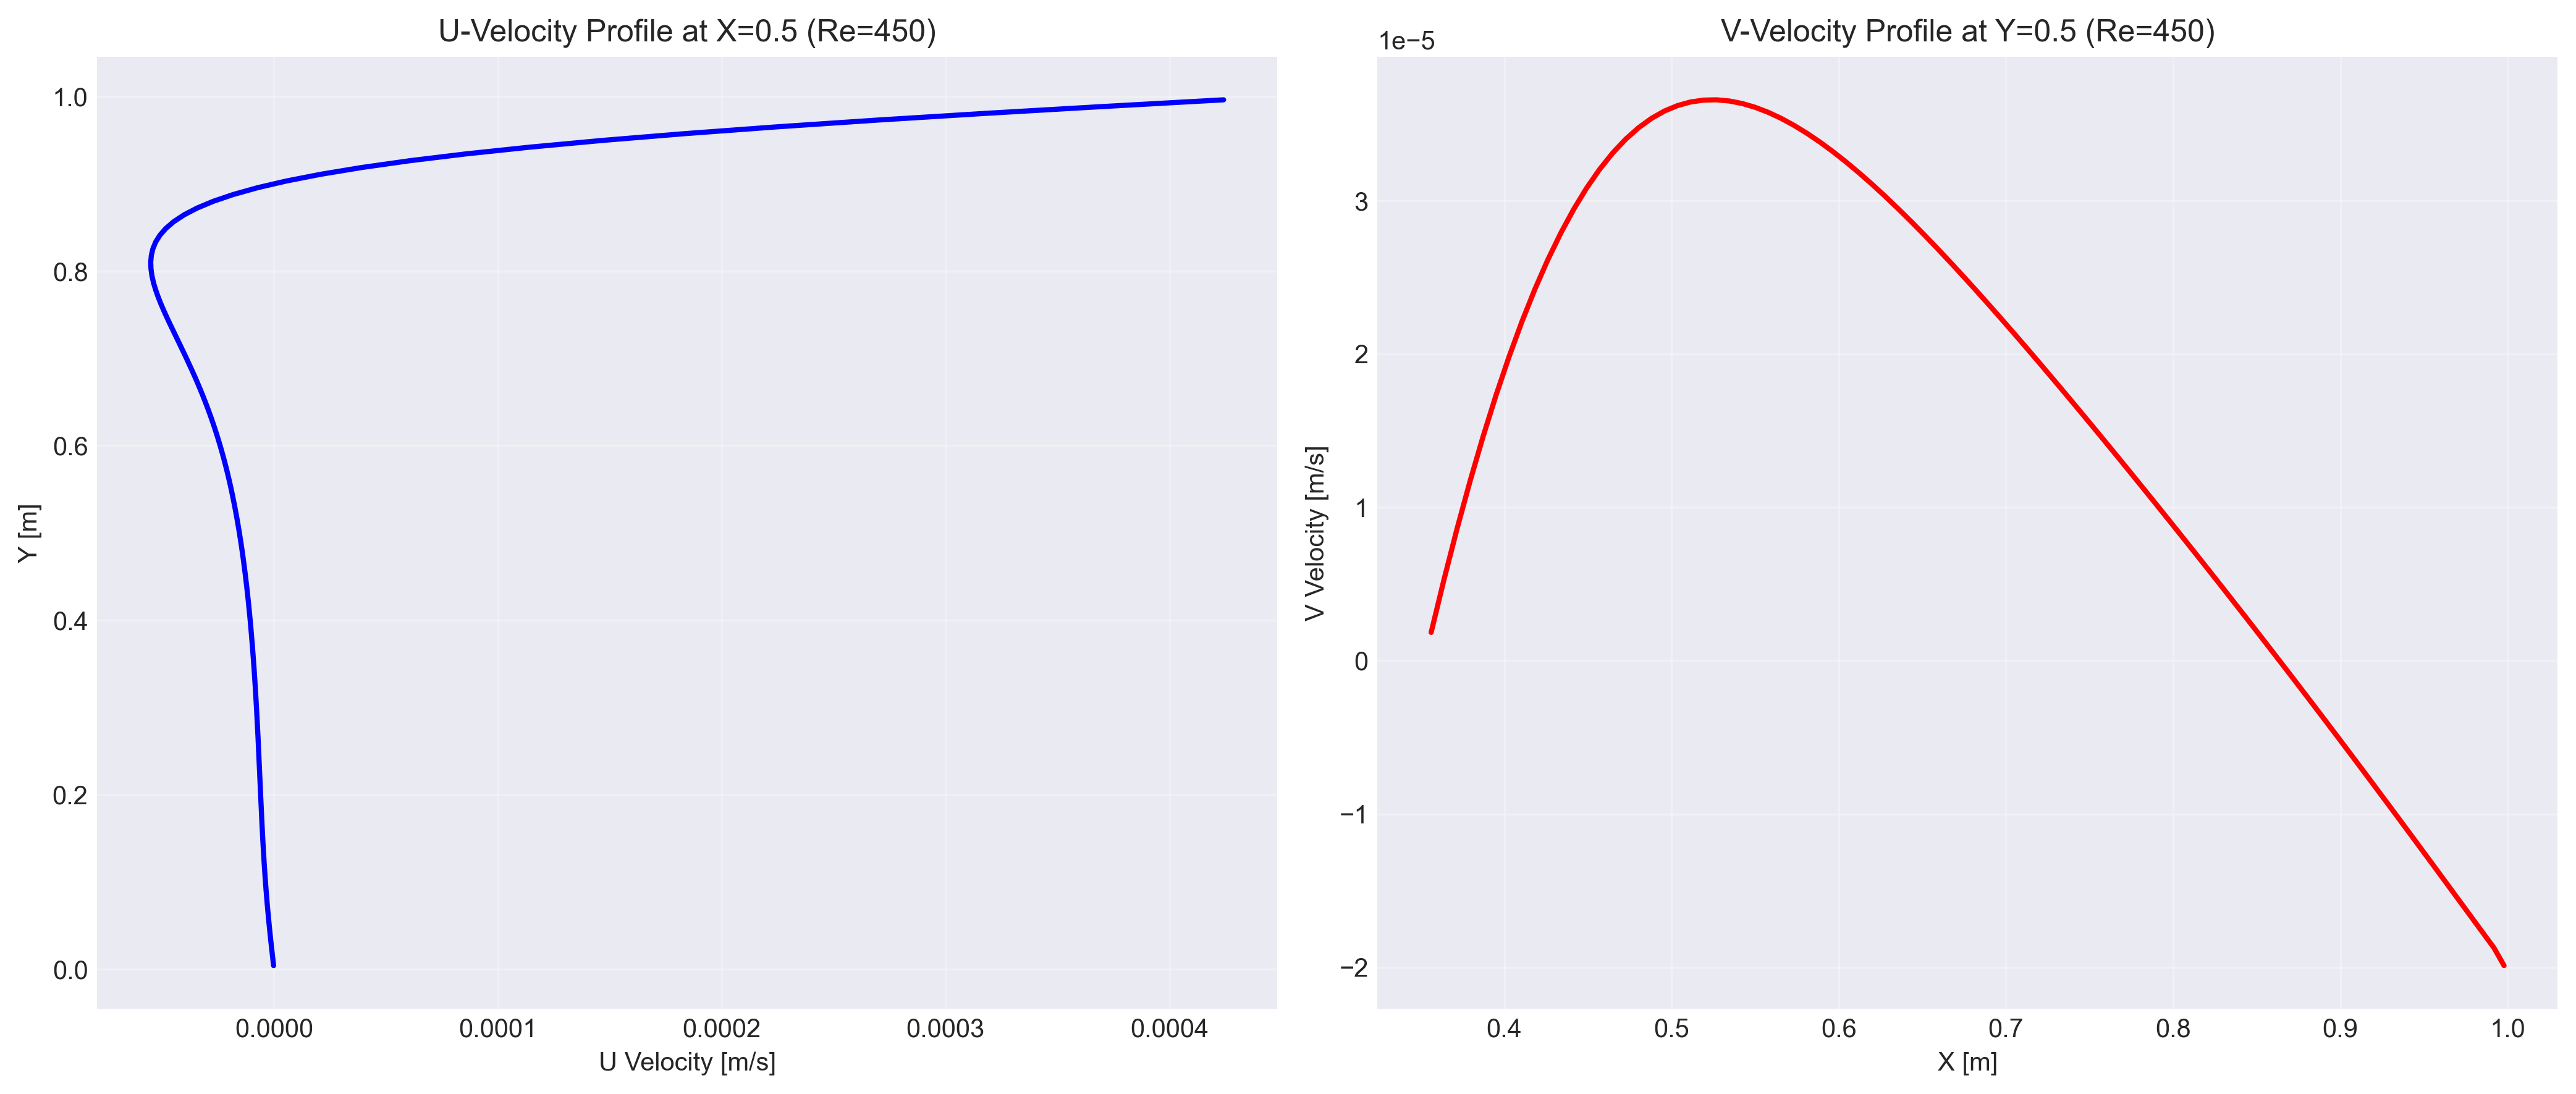 U-Velocity Profile at X=0.5 (Re=450)
1.0
0.8
0.6
0.4
0.2
0.0
Y [m]
0.0000 0.0001 0.0002 0.0003 0.0004
U Velocity [m/s]
V-Velocity Profile at Y=0.5 (Re=450)
1e−5
3
2
1
0
−1
−2
V Velocity [m/s]
0.4 0.5 0.6 0.7 0.8 0.9 1.0
X [m]